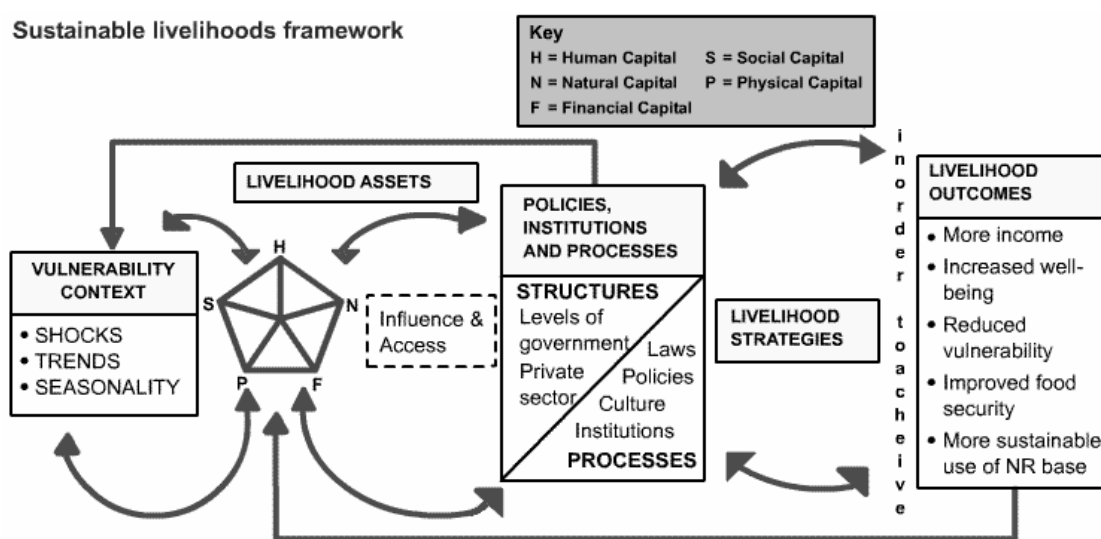 Sustainable livelihoods framework
Key
H = Human Capital S = Social Capital
N = Natural Capital P = Physical Capital
F = Financial Capital
LIVELIHOOD ASSETS
VULNERABILITY
CONTEXT
• SHOCKS
• TRENDS
• SEASONALITY
H
S
N
P
F
Influence &
Access
POLICIES,
INSTITUTIONS
AND PROCESSES
STRUCTURES
Levels of
government
Private
sector
Laws
Policies
Culture
Institutions
PROCESSES
LIVELIHOOD
STRATEGIES
inorder toacheive
LIVELIHOOD
OUTCOMES
• More income
• Increased well-
being
• Reduced
vulnerability
• Improved food
security
• More sustainable
use of NR base